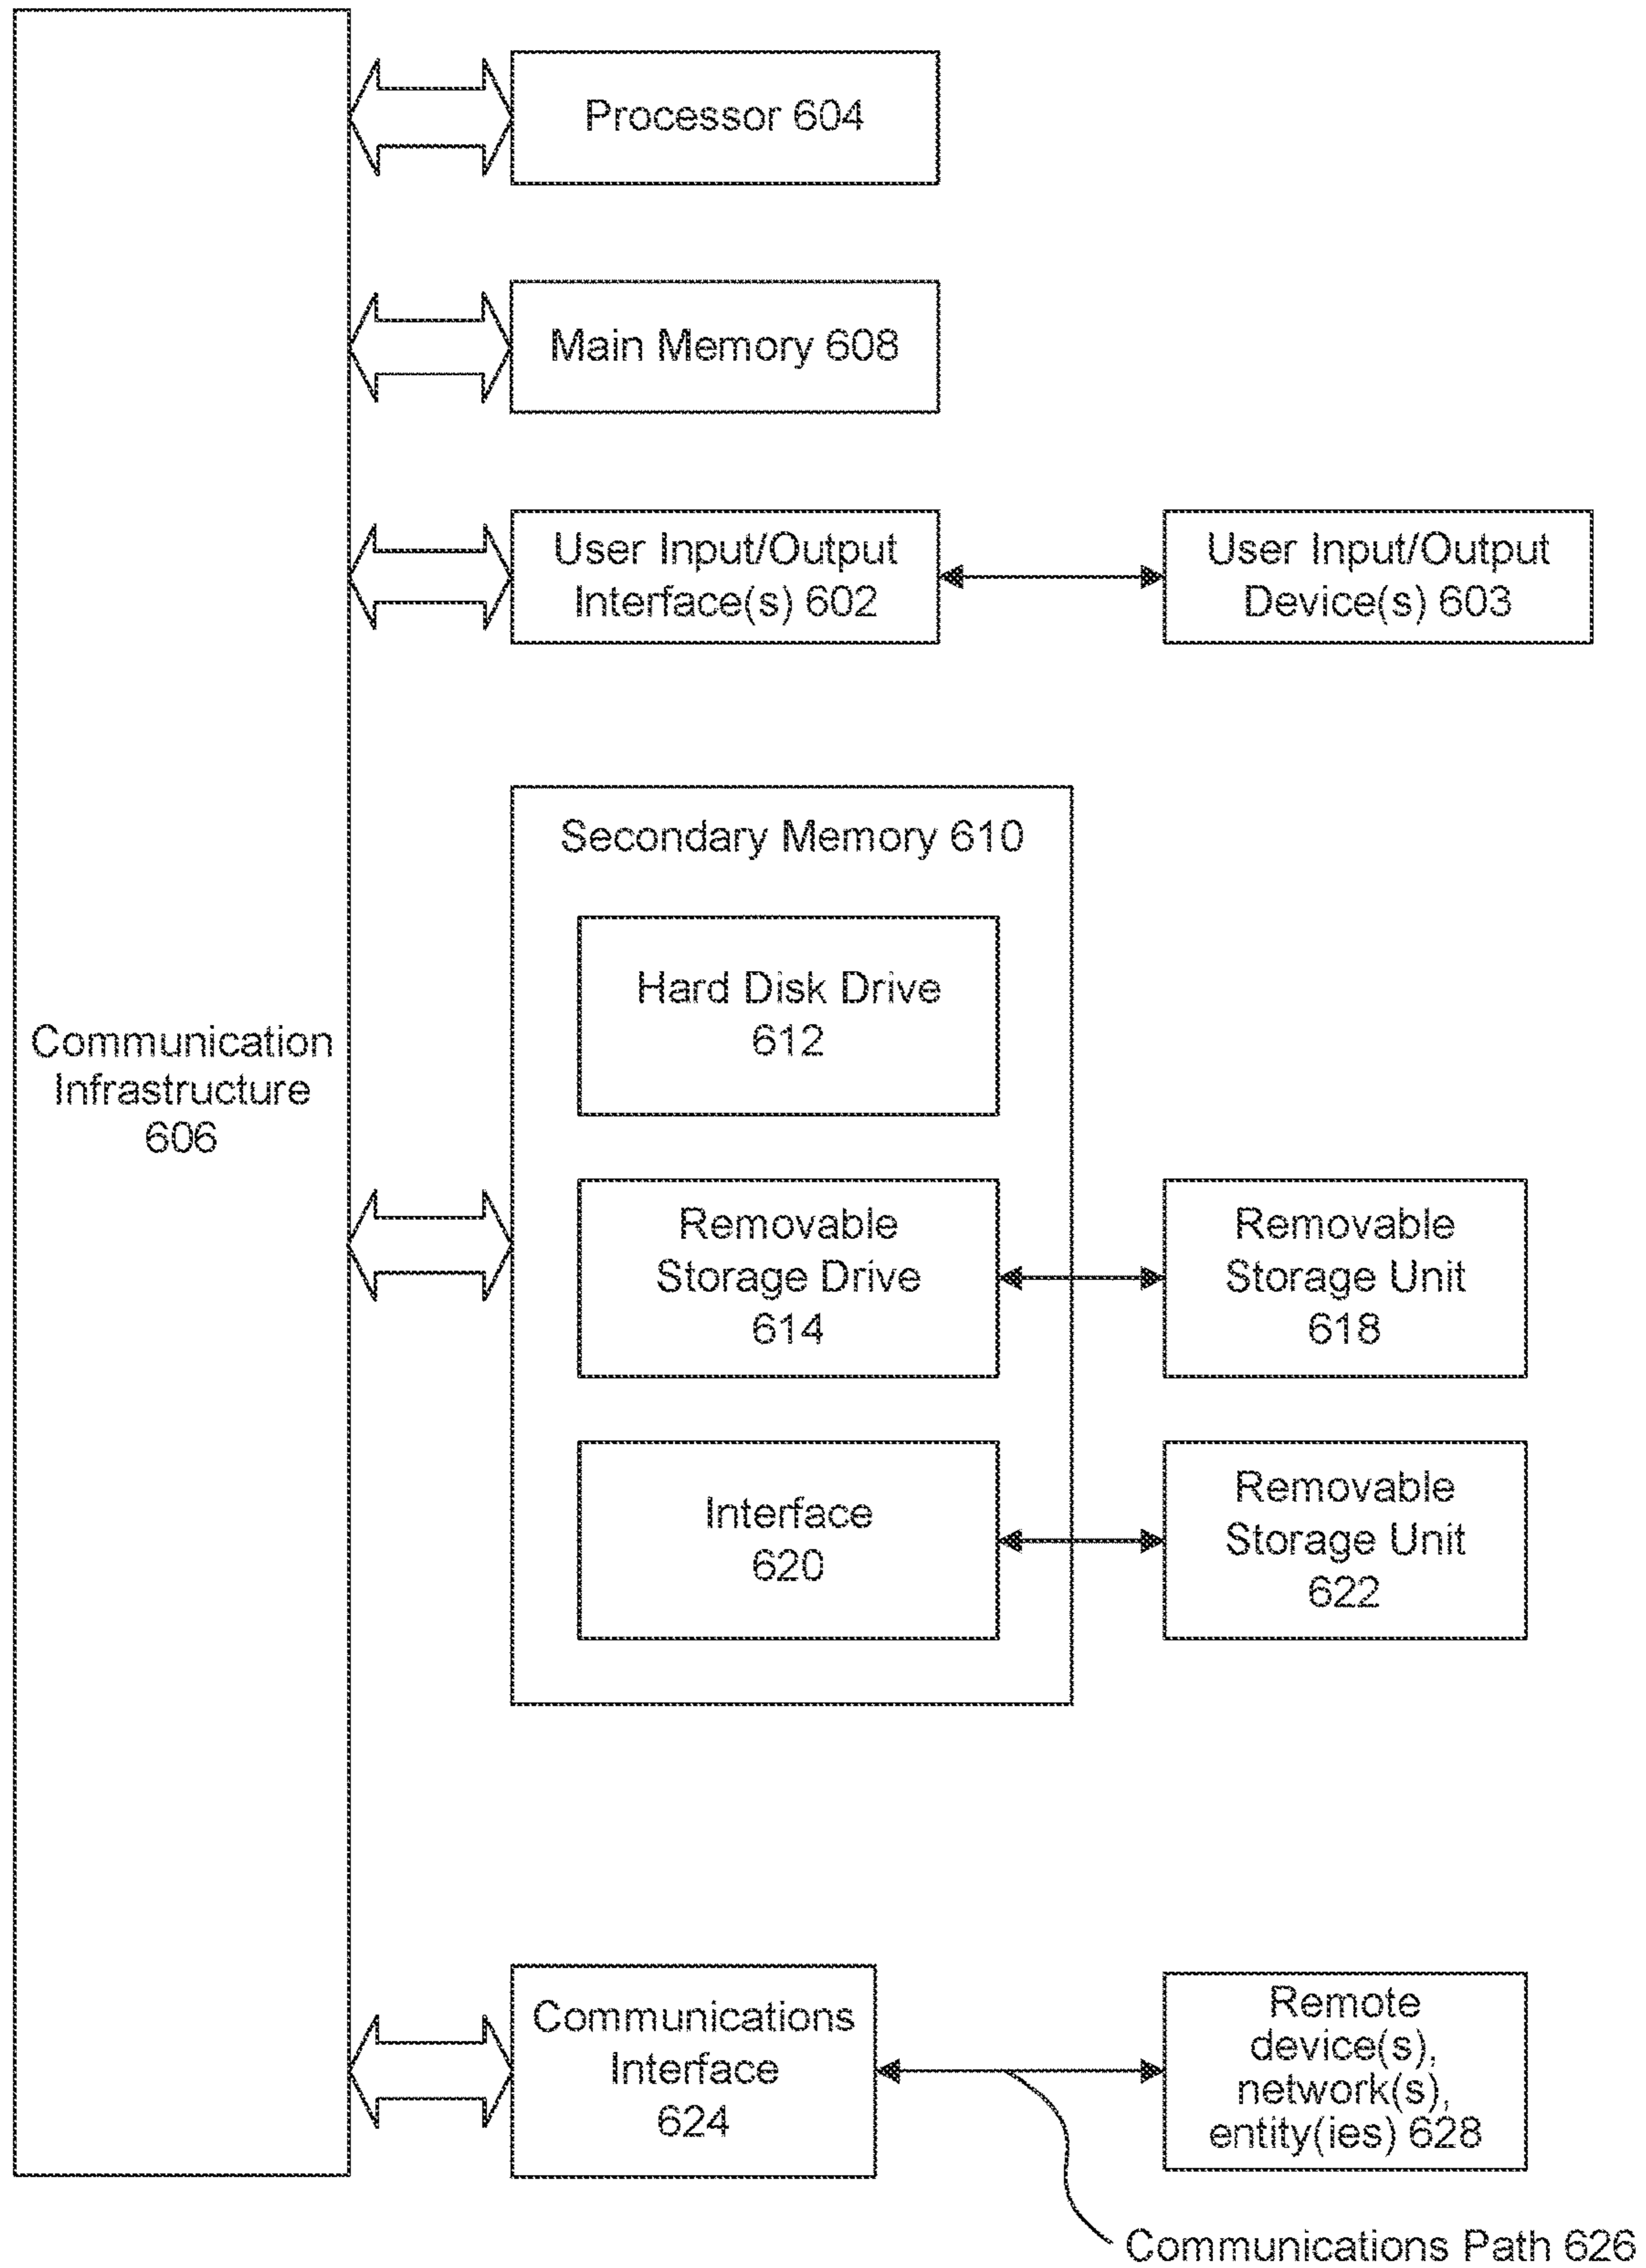 Processor 604
Main Memory 608
User Input/Output
Interface(s) 602
User Input/Output
Device(s) 603
Secondary Memory 610
Hard Disk Drive
612
Communication
Infrastructure
606
Removable
Storage Drive
614
Removable
Storage Unit
618
Interface
620
Removable
Storage Unit
622
Communications
Interface
624
Remote
device(s),
network(s),
entity(ies) 628
Communications Path 626